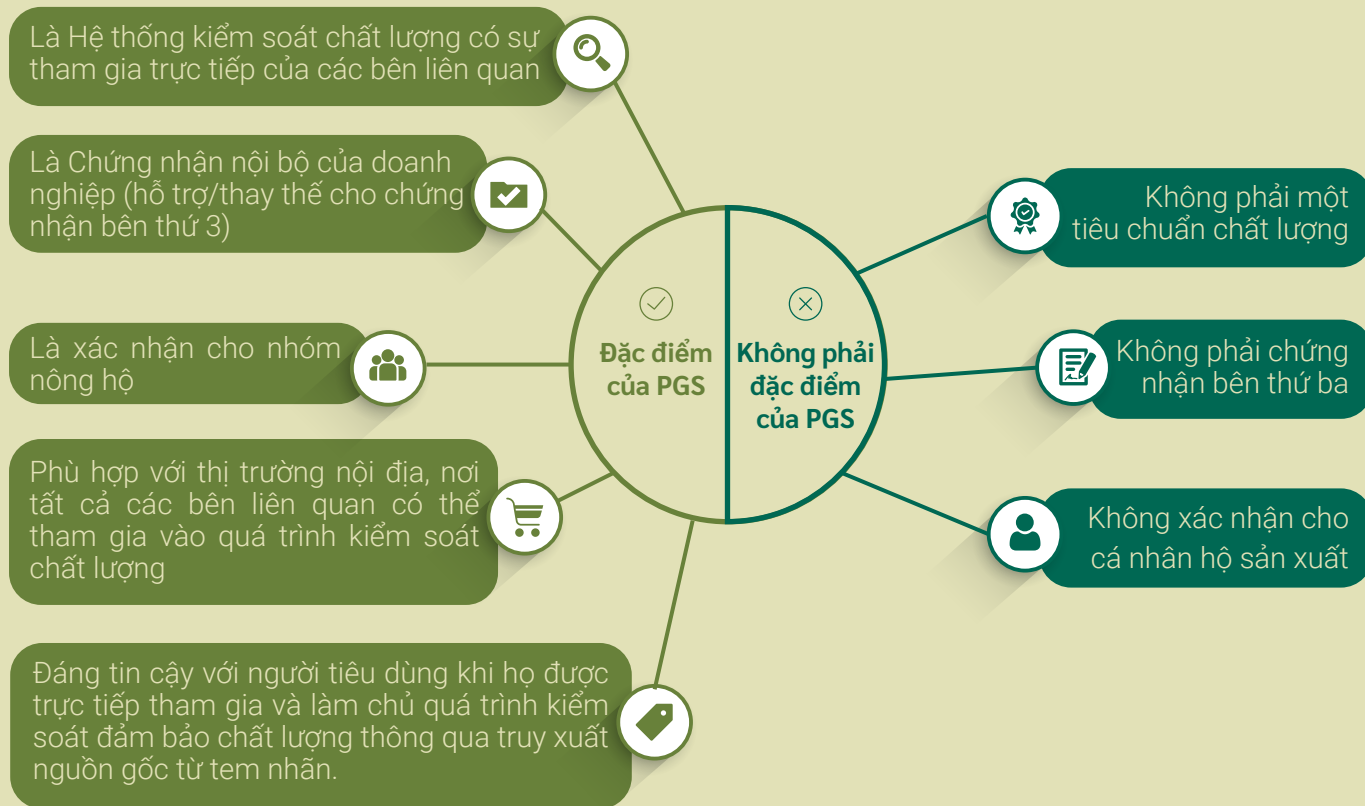 Là Hệ thống kiểm soát chất lượng có sự
tham gia trực tiếp của các bên liên quan
Là Chứng nhận nội bộ của doanh
nghiệp (hỗ trợ/thay thế cho chứng
nhận bên thứ 3)
Là xác nhận cho nhóm
nông hộ
Phù hợp với thị trường nội địa, nơi
tất cả các bên liên quan có thể
tham gia vào quá trình kiểm soát
chất lượng
Đáng tin cậy với người tiêu dùng khi họ được
trực tiếp tham gia và làm chủ quá trình kiểm
soát đảm bảo chất lượng thông qua truy xuất
nguồn gốc từ tem nhãn.
Đặc điểm
của PGS
Không phải
đặc điểm
của PGS
Không phải một
tiêu chuẩn chất lượng
Không phải chứng
nhận bên thứ ba
Không xác nhận cho
cá nhân hộ sản xuất